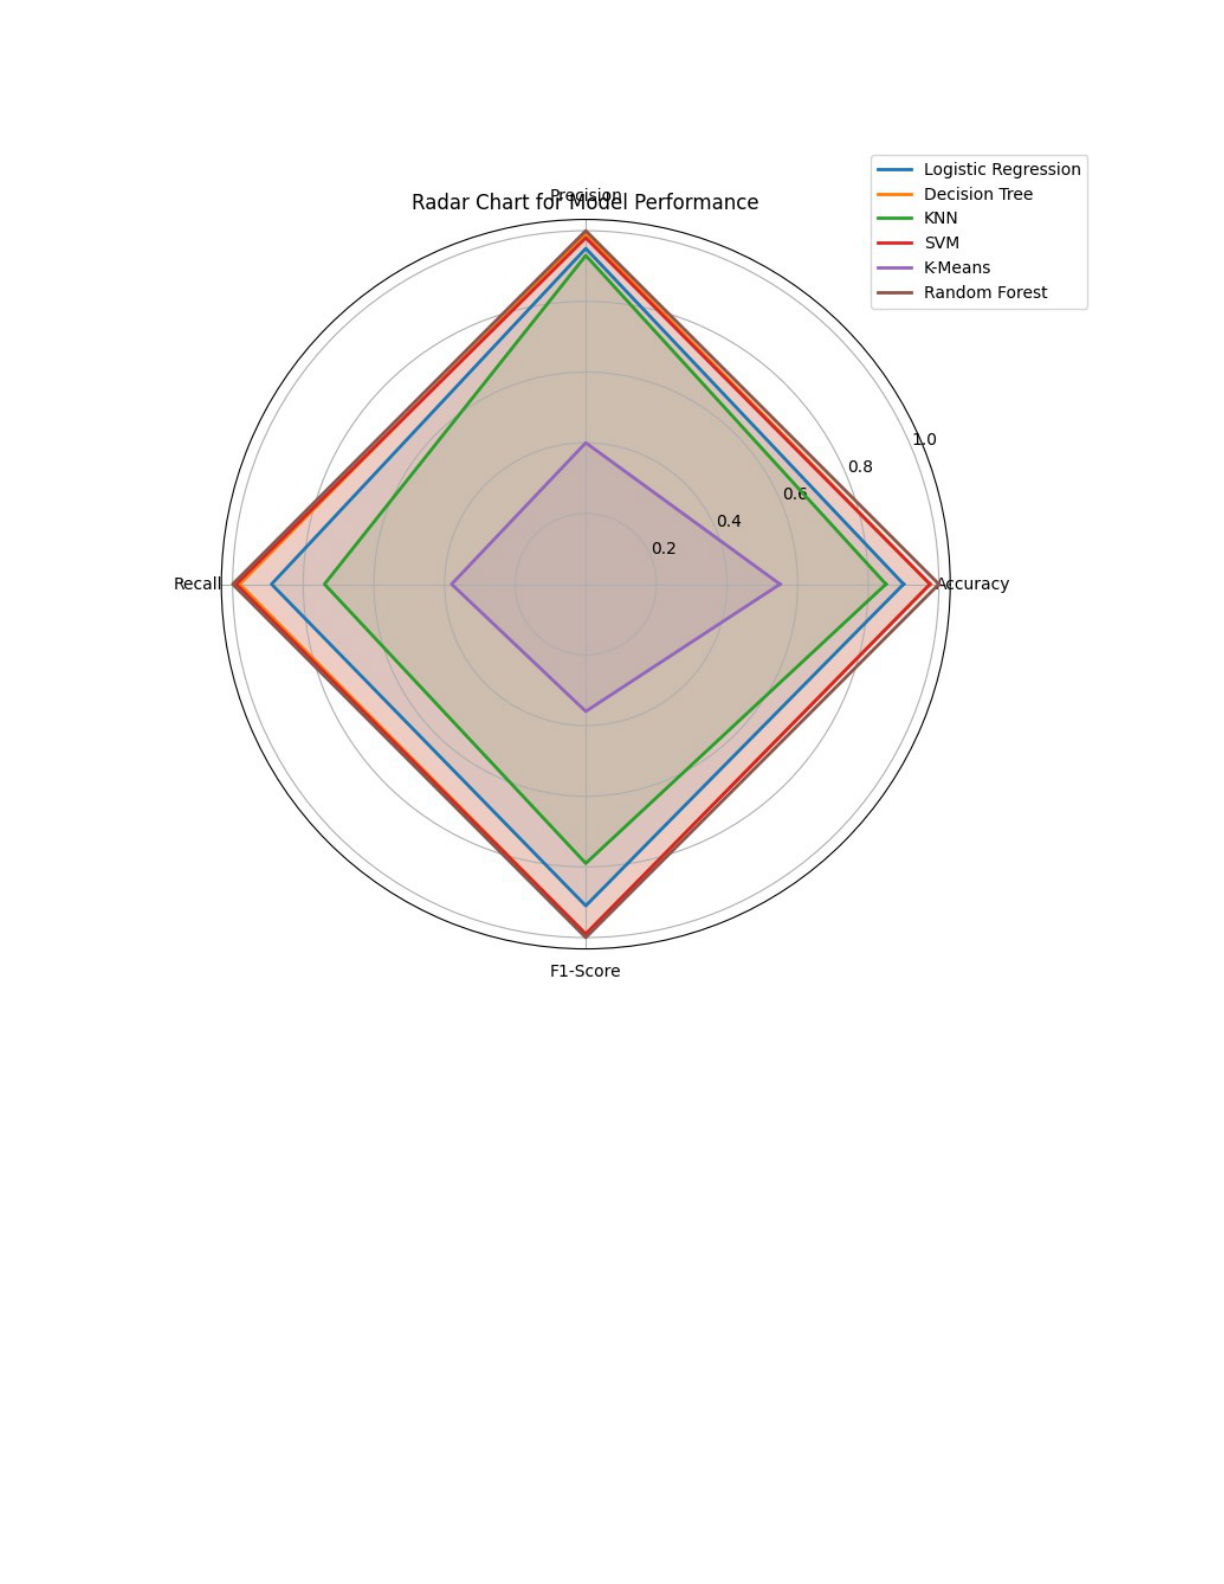 Logistic Regression
Decision Tree
KNN
SVM
K-Means
Random Forest
Precision
Radar Chart for Model Performance
1.0
0.8
0.6
0.4
0.2
Recall
Accuracy
F1-Score